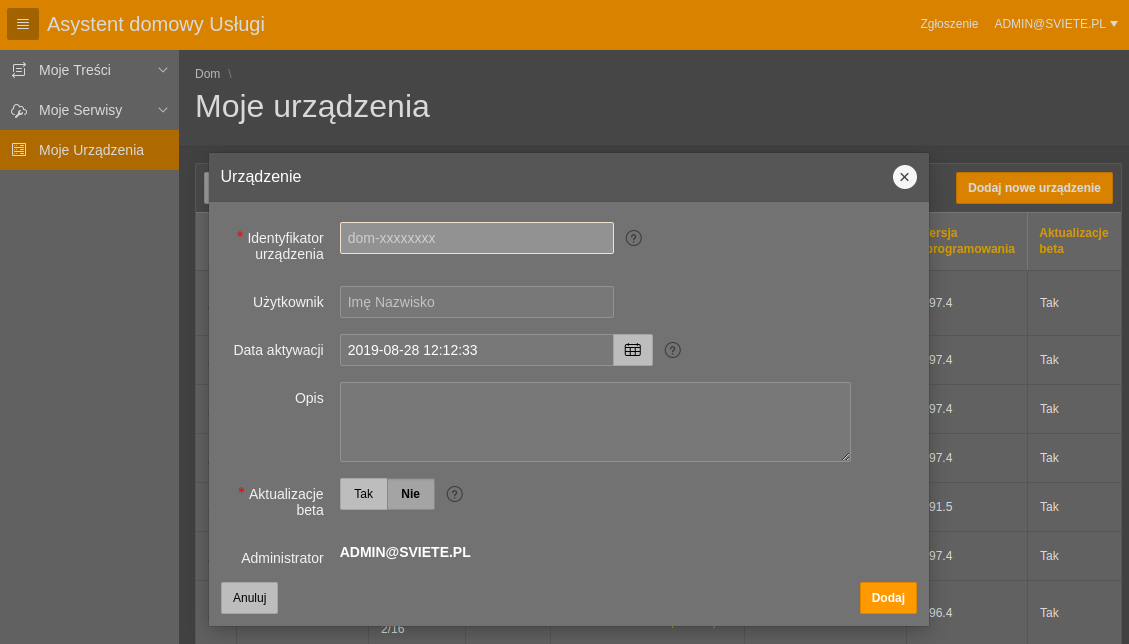 Asystent domowy Usługi
Zgłoszenie
ADMIN@SVIETE.PL
Moje Treści
Moje Serwisy
Moje Urządzenia
Dom \
Moje urządzenia
Dodaj nowe urządzenie
Urządzenie
* Identyfikator
urządzenia
dom-xxxxxxxx
Użytkownik
Imę Nazwisko
Data aktywacji
2019-08-28 12:12:33
Opis
* Aktualizacje
beta
Tak
Nie
Administrator
ADMIN@SVIETE.PL
Anuluj
Dodaj
ersja
programowania
Aktualizacje
beta
97.4
Tak
97.4
Tak
97.4
Tak
97.4
Tak
91.5
Tak
97.4
Tak
96.4
Tak
2/16